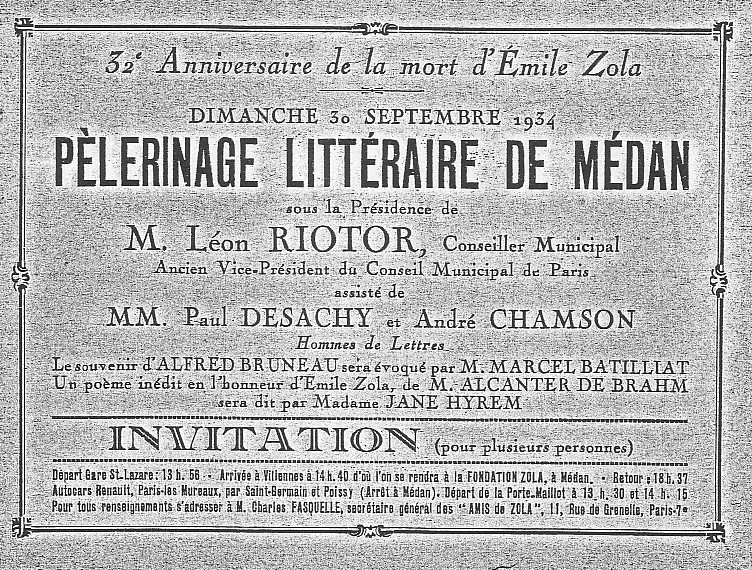 32e Anniversaire de la mort d'Émile Zola
DIMANCHE 30 SEPTEMBRE 1934
PÈLERINAGE LITTÉRAIRE DE MÉDAN
sous la Présidence de
M. Léon RIOTOR, Conseiller Municipal
Ancien Vice-Président du Conseil Municipal de Paris
assisté de
MM. Paul DESACHY et André CHAMSON
Hommes de Lettres
Le souvenir d'ALFRED BRUNEAU sera évoqué par M. MARCEL BATILLIAT
Un poème inédit en l'honneur d'Emile Zola, de M. ALCANTER DE BRAHM
sera dit par Madame JANE HYREM
INVITATION (pour plusieurs personnes)
Départ Gare St-Lazare : 13 h. 56 - Arrivée à Villennes à 14 h. 40 d'où l'on se rendra à la FONDATION ZOLA, à Médan. - Retour : 18 h. 37
Autocars Renault, Paris-les Mureaux, par Saint-Germain et Poissy (Arrêt à Médan). Départ de la Porte-Maillot à 13 h. 30 et 14 h. 15
Pour tous renseignements s'adresser à M. Charles FASQUELLE, secrétaire général des "AMIS de ZOLA", 11, Rue de Grenelle, Paris-7e